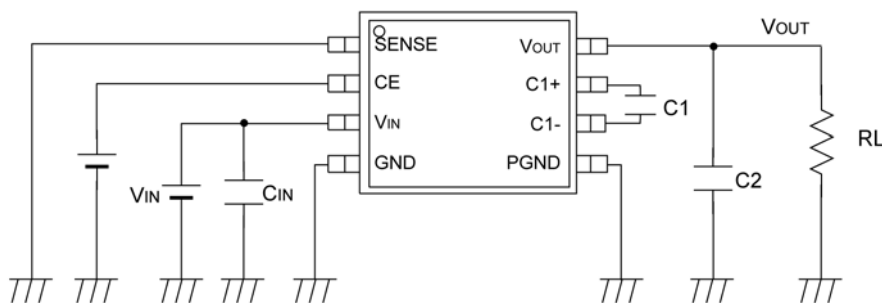 VOUT
SENSE
VOUT
CE
C1+
C1
VIN
C1-
RL
GND
PGND
C2
VIN
CIN